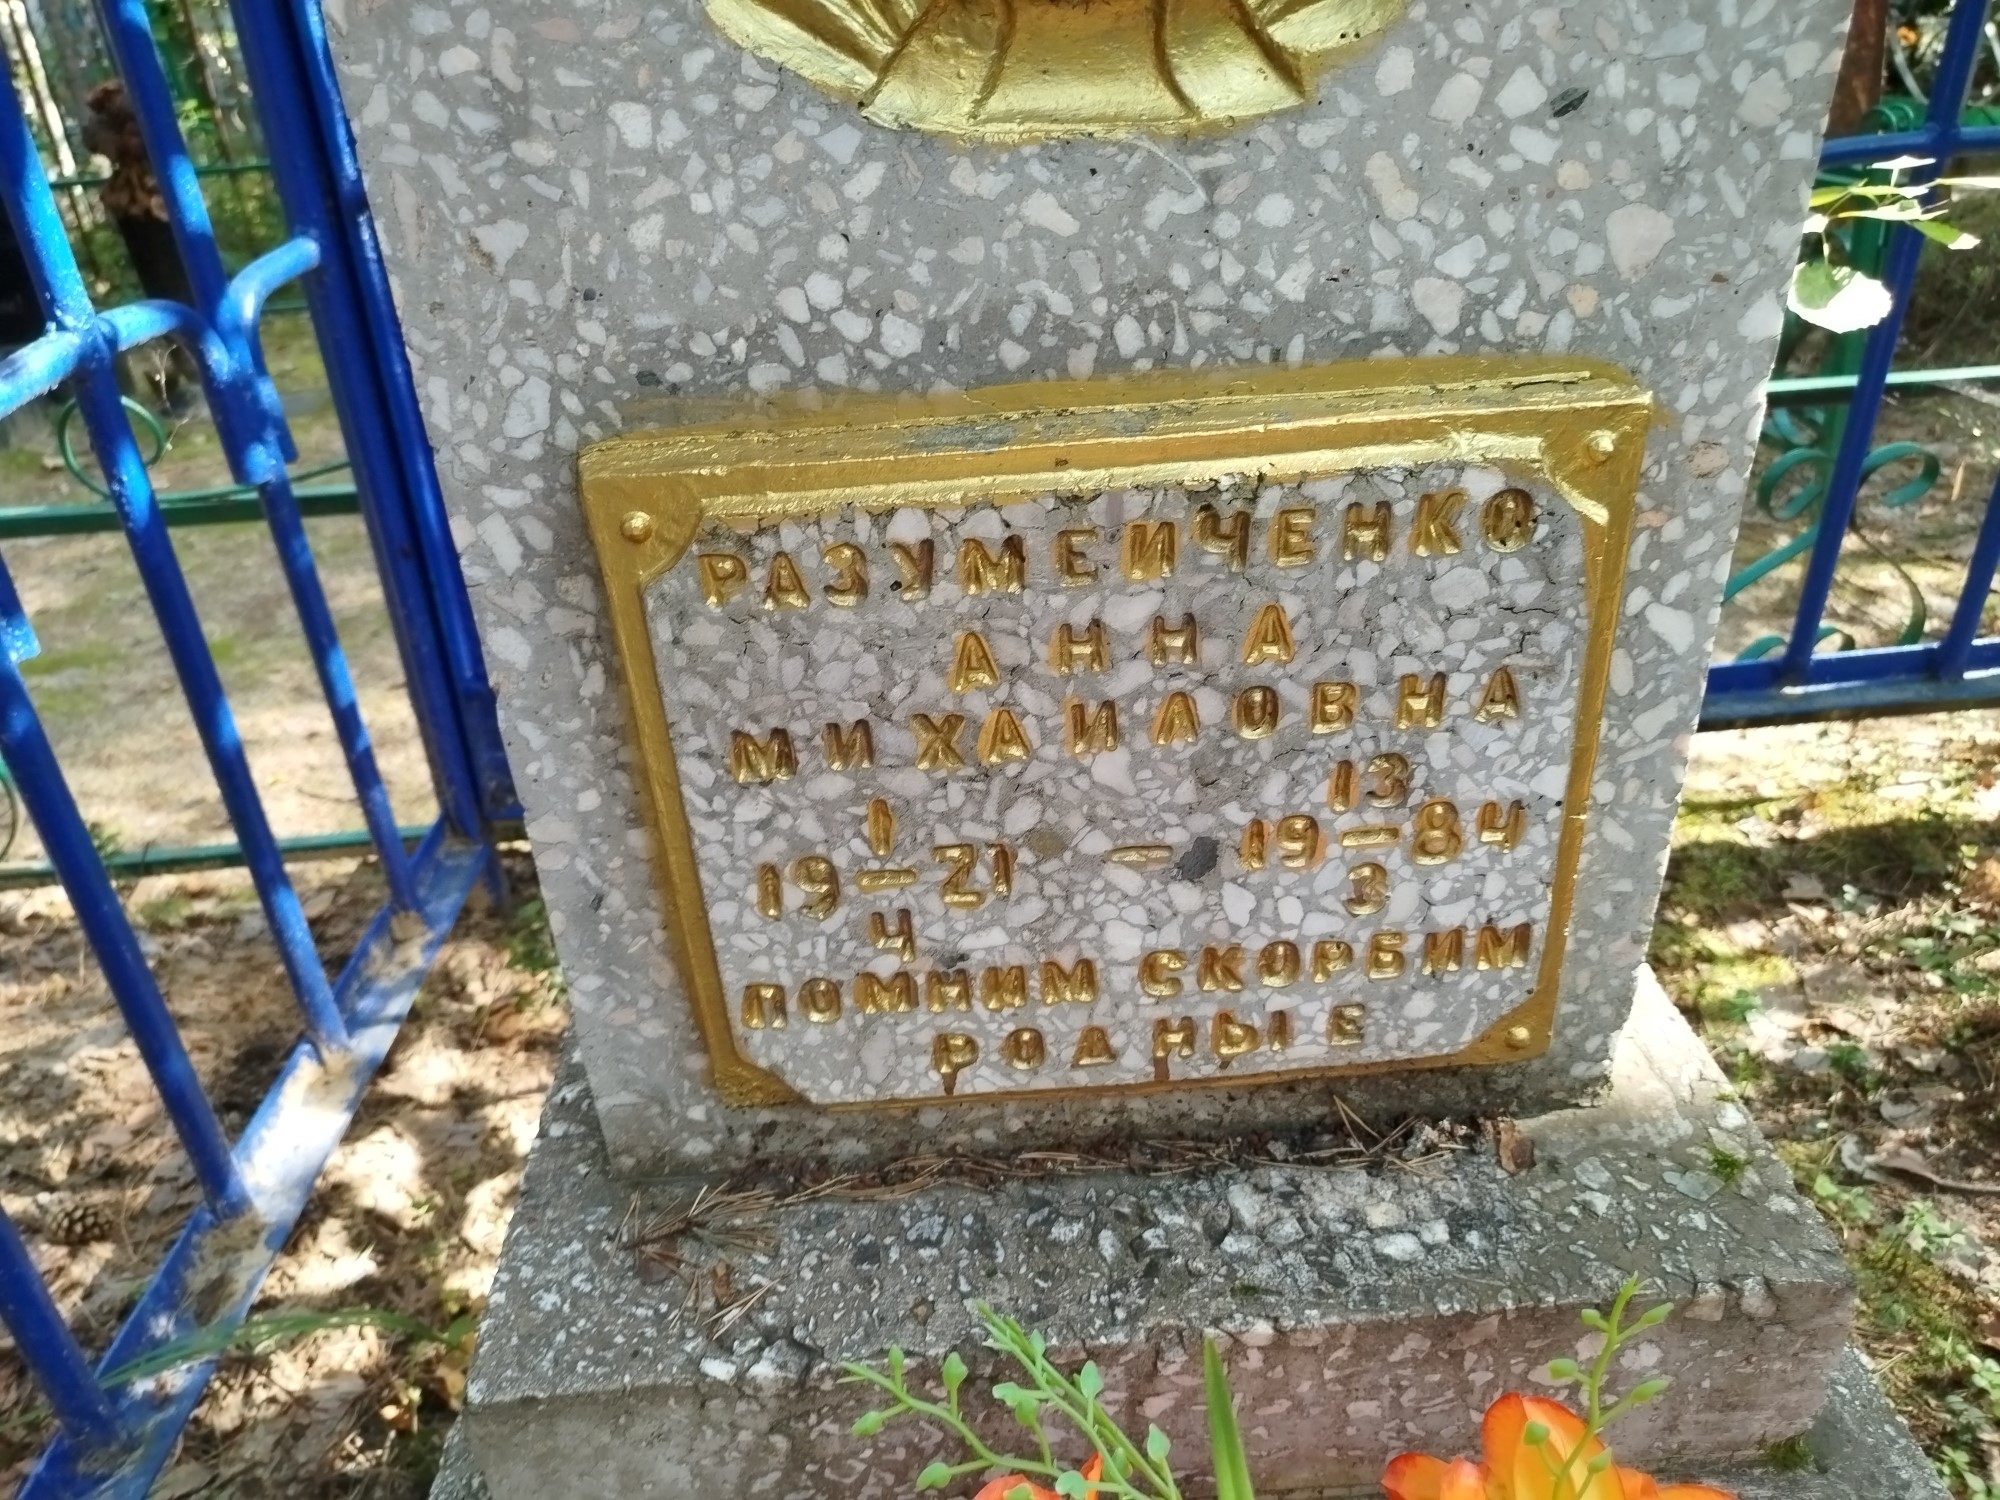 РАЗУМЕИЧЕНКО
АННА
МИХАИЛОВНА
1 13
19—21 — 19—84
4 3
ПОМНИМ СКОРБИМ
РОДНЫЕ